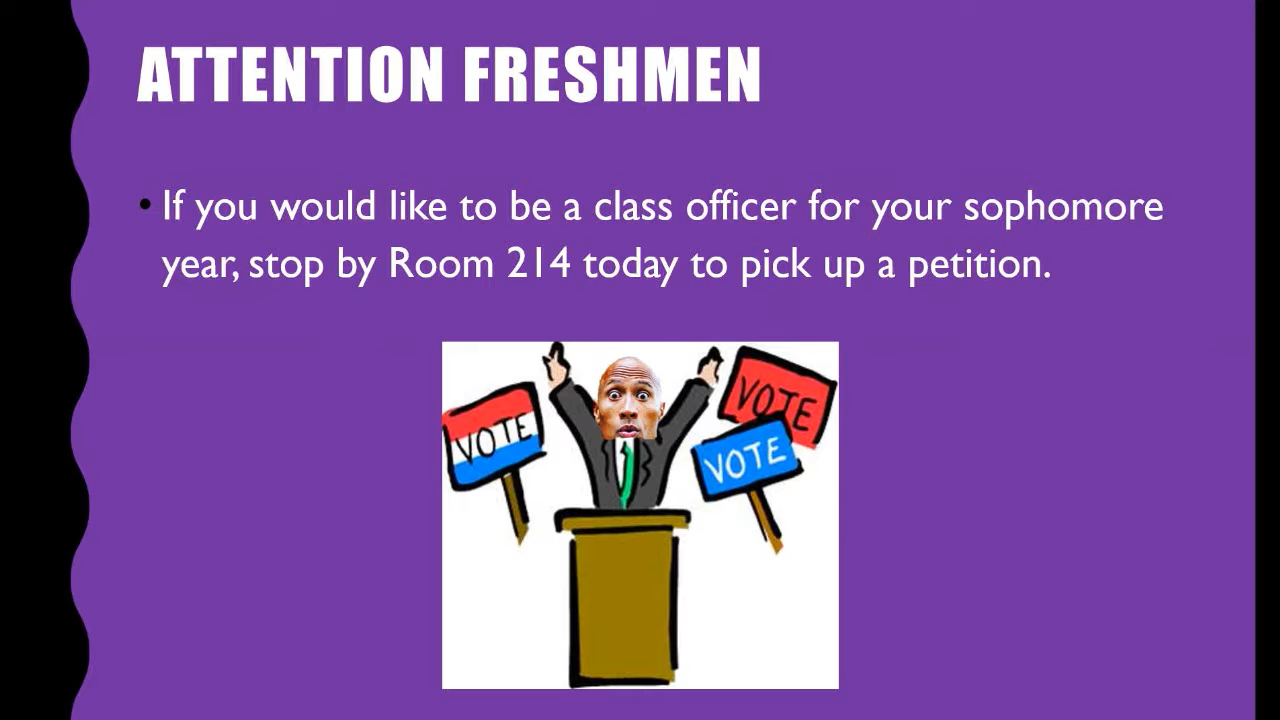 ATTENTION FRESHMEN
• If you would like to be a class officer for your sophomore
year, stop by Room 214 today to pick up a petition.
VOTE
VOTE
VOTE